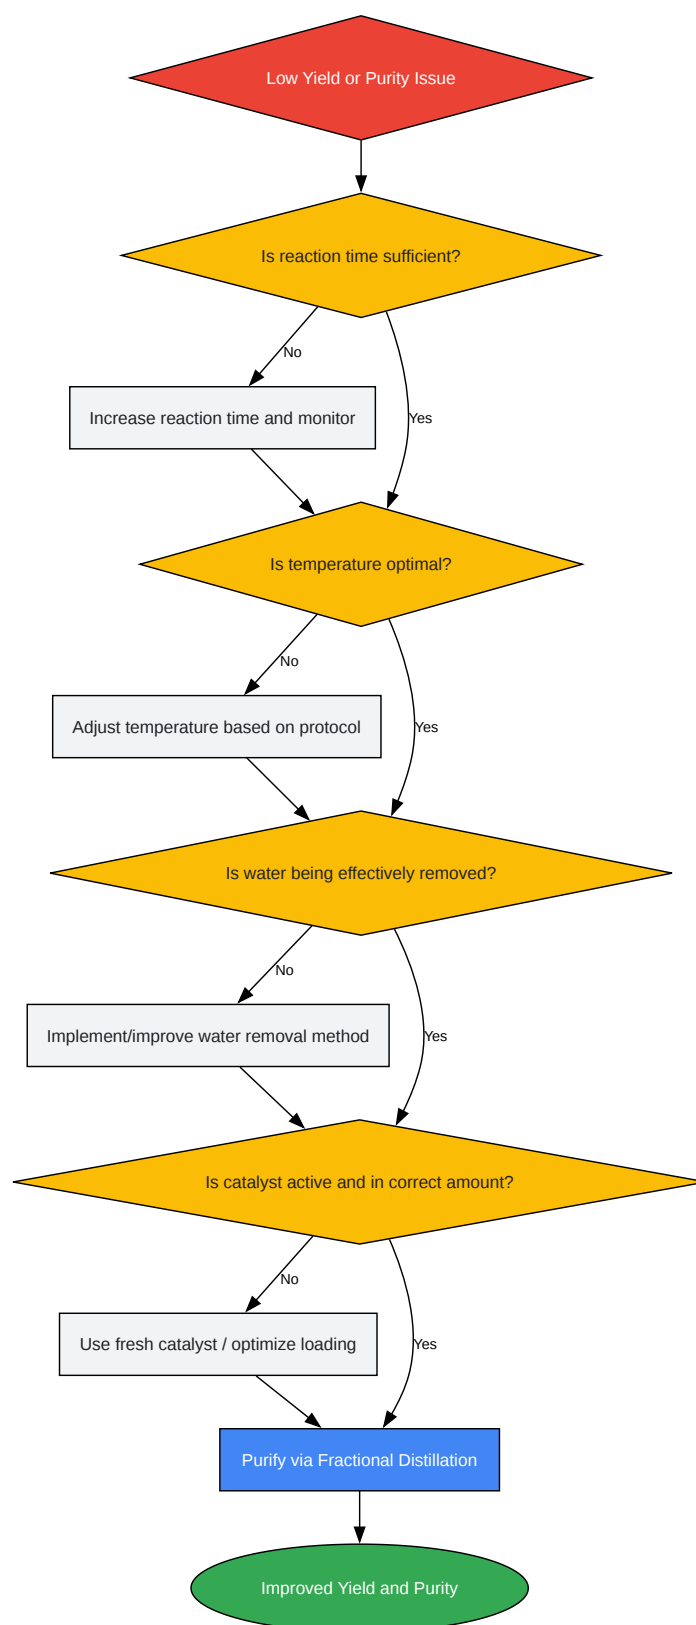 Low Yield or Purity Issue
Is reaction time sufficient?
No
Increase reaction time and monitor
Yes
Is temperature optimal?
No
Adjust temperature based on protocol
Yes
Is water being effectively removed?
No
Implement/improve water removal method
Yes
Is catalyst active and in correct amount?
No
Use fresh catalyst / optimize loading
Yes
Purify via Fractional Distillation
Improved Yield and Purity